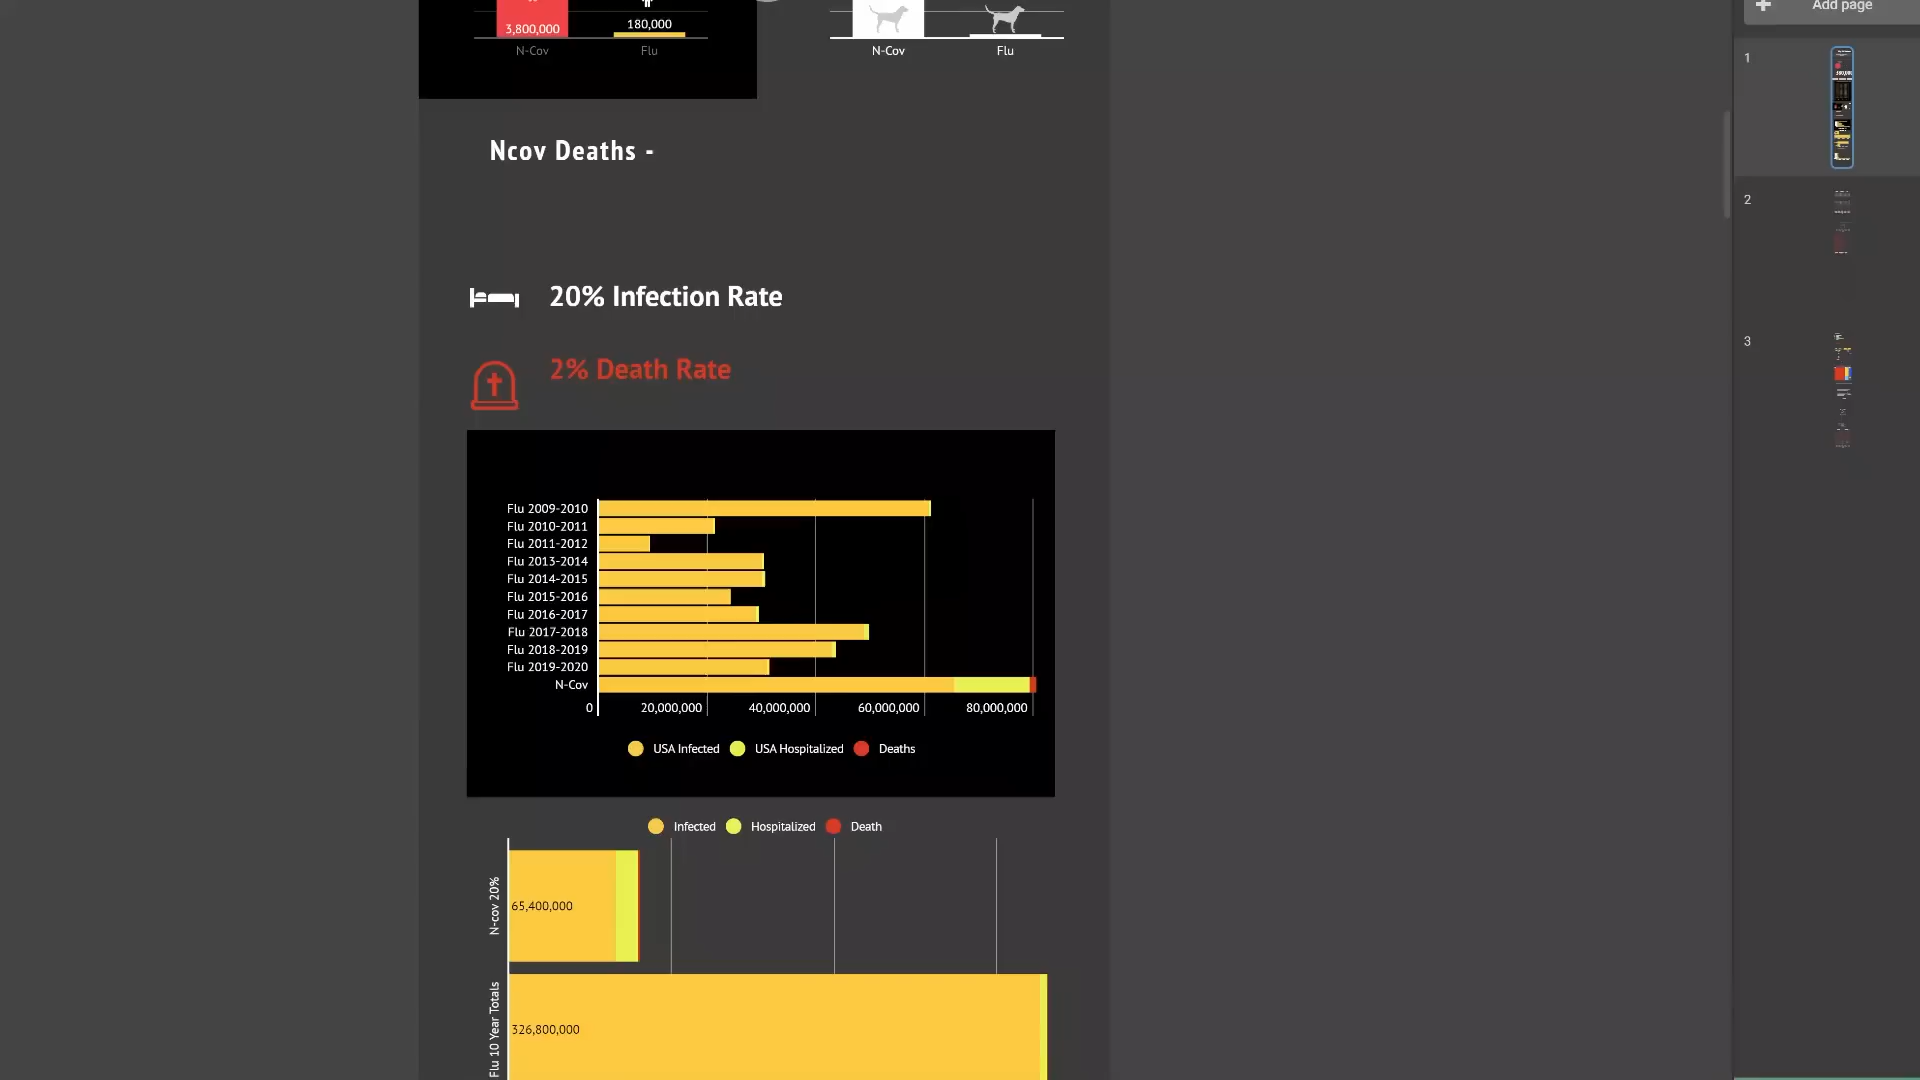 Add page
3,800,000
180,000
N-Cov
Flu
N-Cov
Flu
1
Ncov Deaths -
2
20% Infection Rate
3
2% Death Rate
Flu 2009-2010
Flu 2010-2011
Flu 2011-2012
Flu 2013-2014
Flu 2014-2015
Flu 2015-2016
Flu 2016-2017
Flu 2017-2018
Flu 2018-2019
Flu 2019-2020
N-Cov
0 20,000,000 40,000,000 60,000,000 80,000,000
USA Infected USA Hospitalized Deaths
Infected Hospitalized Death
N-cov 20%
65,400,000
Flu 10 Year Totals
326,800,000